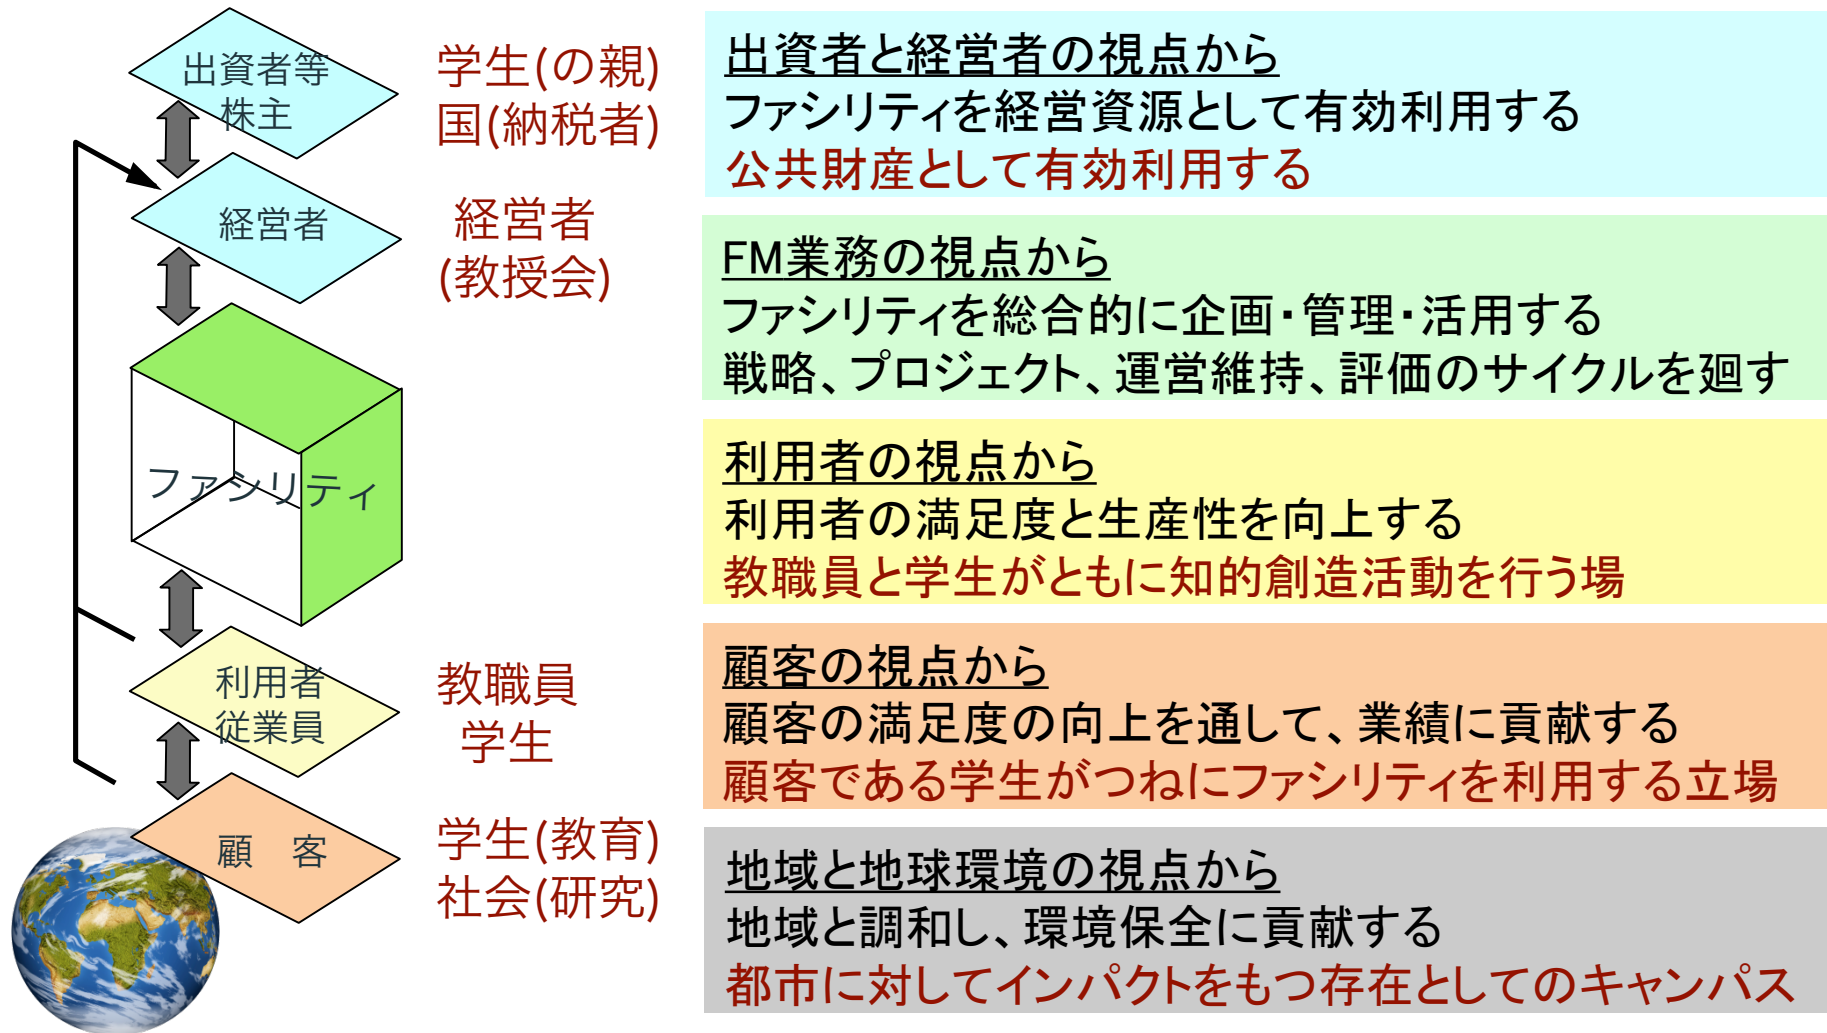 出資者等
株主
学生(の親)
国(納税者)
出資者と経営者の視点から
ファシリティを経営資源として有効利用する
公共財産として有効利用する
経営者
経営者
(教授会)
FM業務の視点から
ファシリティを総合的に企画・管理・活用する
戦略、プロジェクト、運営維持、評価のサイクルを廻す
ファシリティ
利用者の視点から
利用者の満足度と生産性を向上する
教職員と学生がともに知的創造活動を行う場
利用者
従業員
教職員
学生
顧客の視点から
顧客の満足度の向上を通して、業績に貢献する
顧客である学生がつねにファシリティを利用する立場
顧　客
学生(教育)
社会(研究)
地域と地球環境の視点から
地域と調和し、環境保全に貢献する
都市に対してインパクトをもつ存在としてのキャンパス